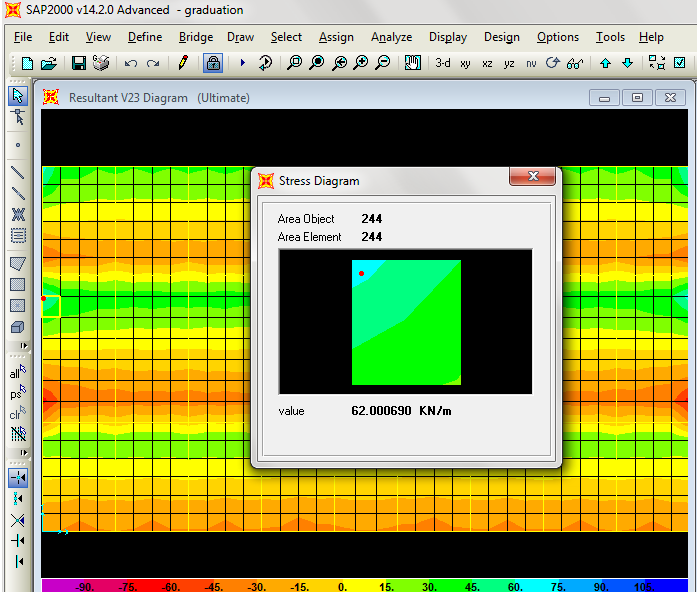 SAP2000 v14.2.0 Advanced - graduation
File Edit View Define Bridge Draw Select Assign Analyze Display Design Options Tools Help
3-d xy xz yz nv
Resultant V23 Diagram (Ultimate)
Stress Diagram
Area Object 244
Area Element 244
value 62.000690 KN/m
all
ps
clr
-90. -75. -60. -45. -30. -15. 0. 15. 30. 45. 60. 75. 90. 105.